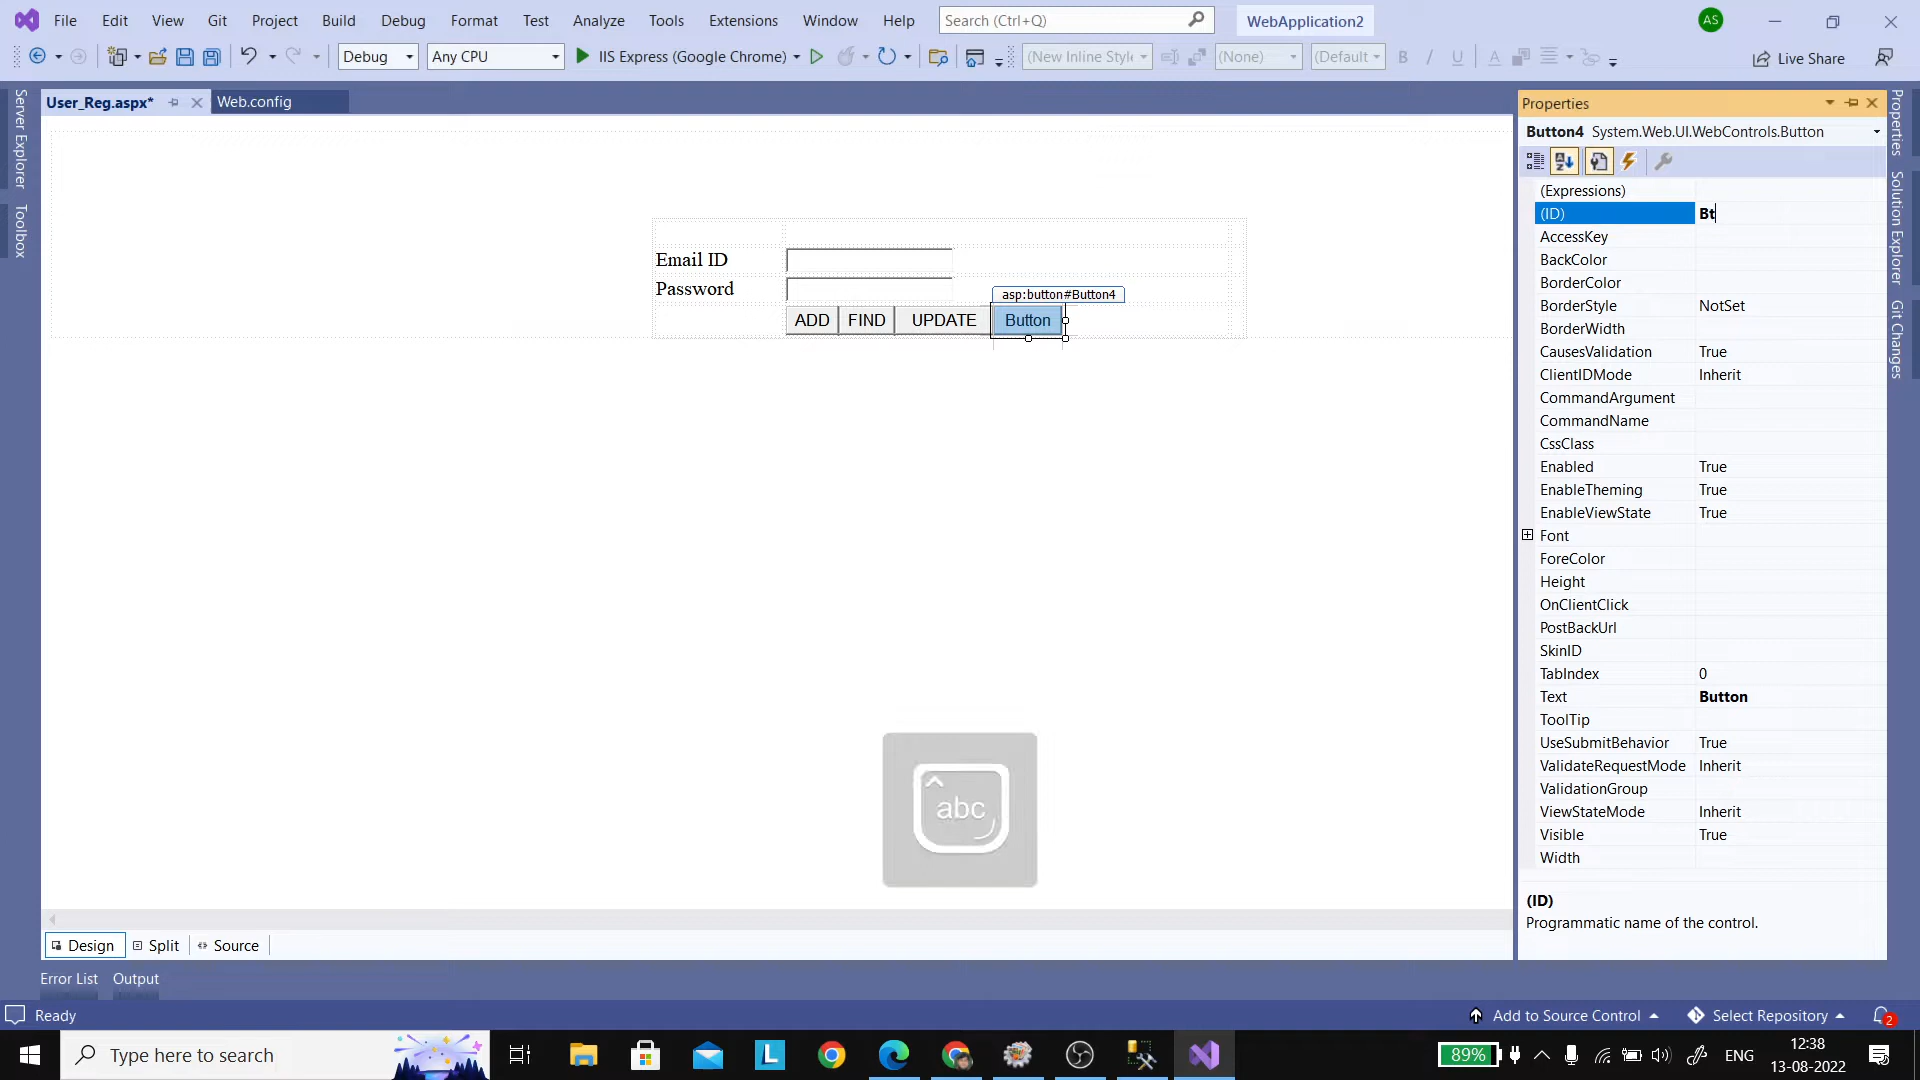 File Edit View Git Project Build Debug Format Test Analyze Tools Extensions Window Help Search (Ctrl+Q) WebApplication2 AS
Debug Any CPU IIS Express (Google Chrome) (New Inline Style (None) (Default B I U A Live Share
User_Reg.aspx* Web.config
Server Explorer
Toolbox
Email ID
Password
asp:button#Button4
ADD FIND UPDATE Button
abc
Design Split Source
Properties
Button4 System.Web.UI.WebControls.Button
(Expressions)
(ID) Bt
AccessKey
BackColor
BorderColor
BorderStyle NotSet
BorderWidth
CausesValidation True
ClientIDMode Inherit
CommandArgument
CommandName
CssClass
Enabled True
EnableTheming True
EnableViewState True
Font
ForeColor
Height
OnClientClick
PostBackUrl
SkinID
TabIndex 0
Text Button
ToolTip
UseSubmitBehavior True
ValidateRequestMode Inherit
ValidationGroup
ViewStateMode Inherit
Visible True
Width
(ID)
Programmatic name of the control.
Properties
Solution Explorer
Git Changes
Error List Output
Ready Add to Source Control Select Repository 2
Type here to search L 89% ENG 12:38
13-08-2022